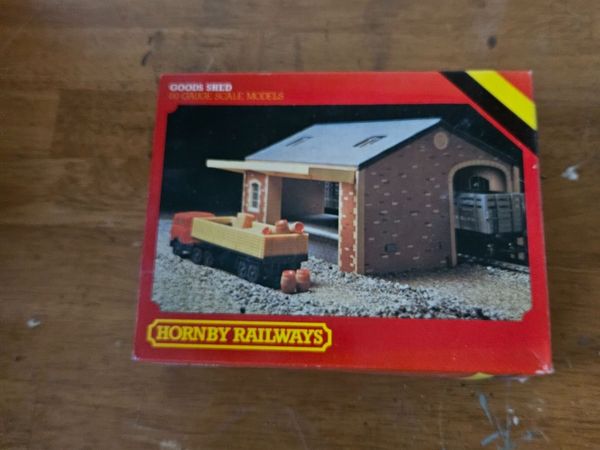 GOODS SHED
00 GAUGE SCALE MODELS
HORNBY RAILWAYS